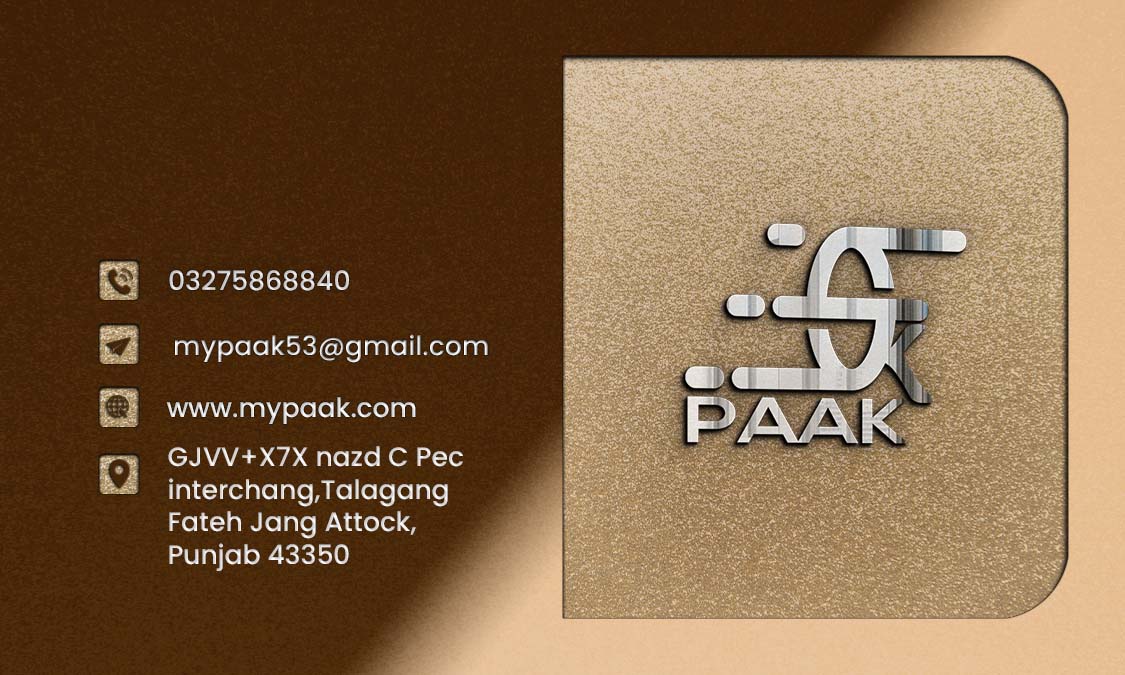 03275868840
mypaak53@gmail.com
www.mypaak.com
GJVV+X7X nazd C Pec
interchang,Talagang
Fateh Jang Attock,
Punjab 43350
PAAK